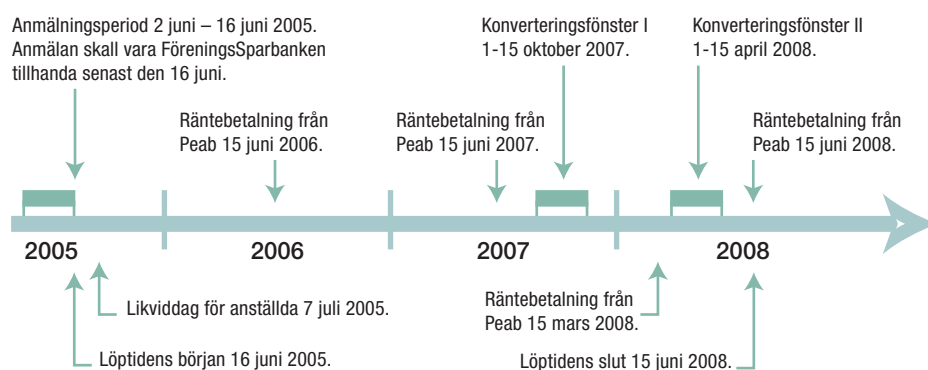 Anmälningsperiod 2 juni – 16 juni 2005.
Anmälan skall vara FöreningsSparbanken
tillhanda senast den 16 juni.
Konverteringsfönster I
1-15 oktober 2007.
Konverteringsfönster II
1-15 april 2008.
Räntebetalning från
Peab 15 juni 2006.
Räntebetalning från
Peab 15 juni 2007.
Räntebetalning från
Peab 15 juni 2008.
2005
2006
2007
2008
Likviddag för anställda 7 juli 2005.
Räntebetalning från
Peab 15 mars 2008.
Löptidens början 16 juni 2005.
Löptidens slut 15 juni 2008.